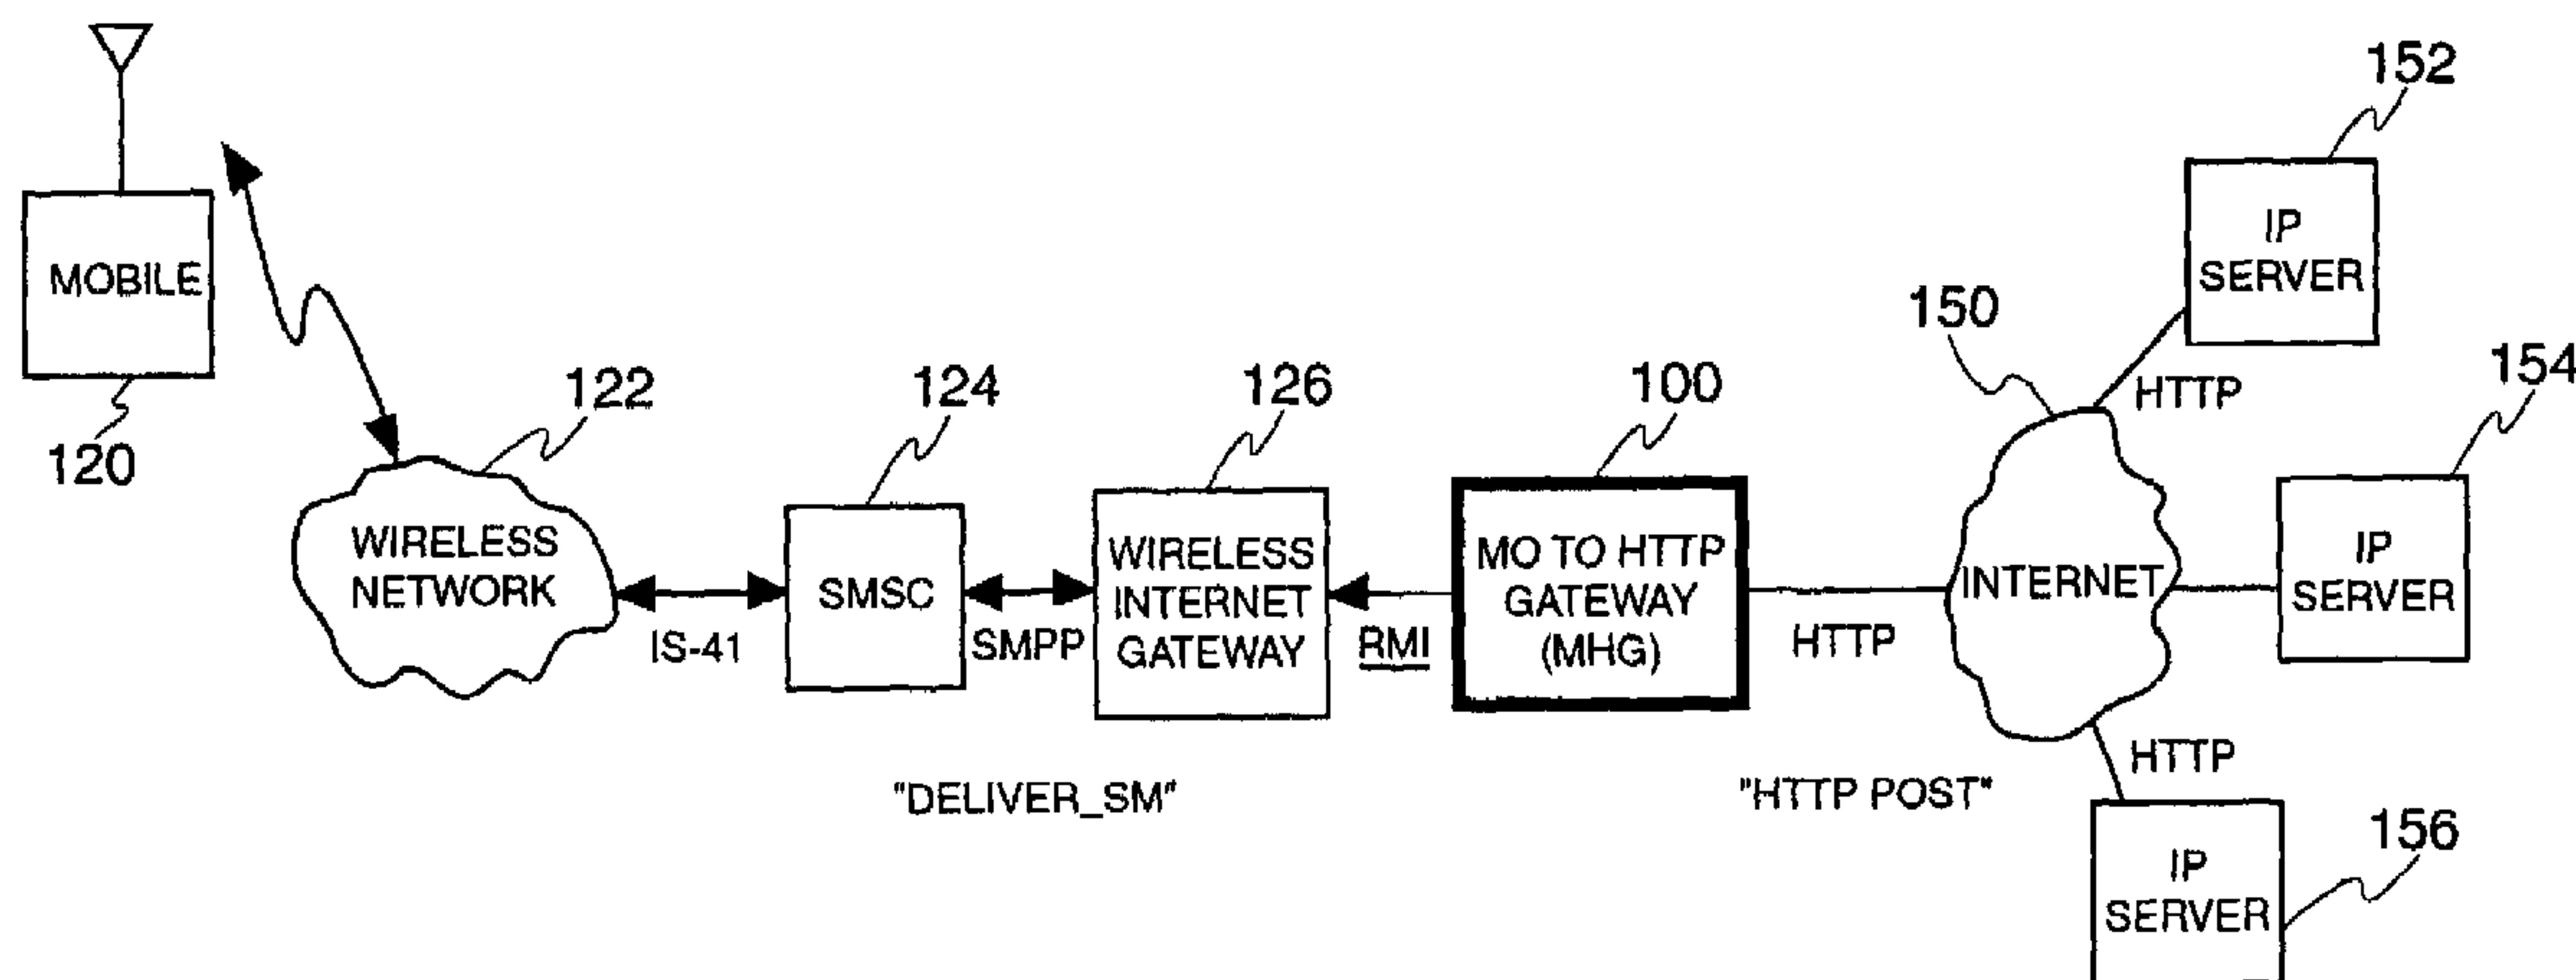 152
IP
SERVER
MOBILE
120
150
HTTP
154
122
124
126
100
IP
SERVER
WIRELESS
NETWORK
IS-41
SMSC
SMPP
WIRELESS
INTERNET
GATEWAY
RMI
MO TO HTTP
GATEWAY
(MHG)
HTTP
INTERNET
HTTP
"DELIVER_SM"
"HTTP POST"
IP
SERVER
156